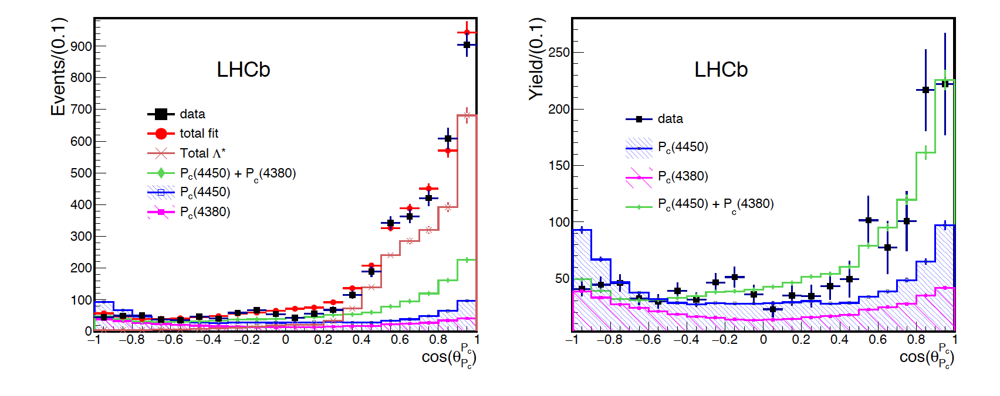 Events/(0.1)
900
800
700
600
500
400
300
200
100
0
LHCb
data
total fit
Total Λ*
Pc(4450) + Pc(4380)
Pc(4450)
Pc(4380)
−1 −0.8 −0.6 −0.4 −0.2 0 0.2 0.4 0.6 0.8 1
cos(θ_Pc^Pc)
Yield/(0.1)
250
200
150
100
50
LHCb
data
Pc(4450)
Pc(4380)
Pc(4450) + Pc(4380)
−1 −0.8 −0.6 −0.4 −0.2 0 0.2 0.4 0.6 0.8 1
cos(θ_Pc^Pc)